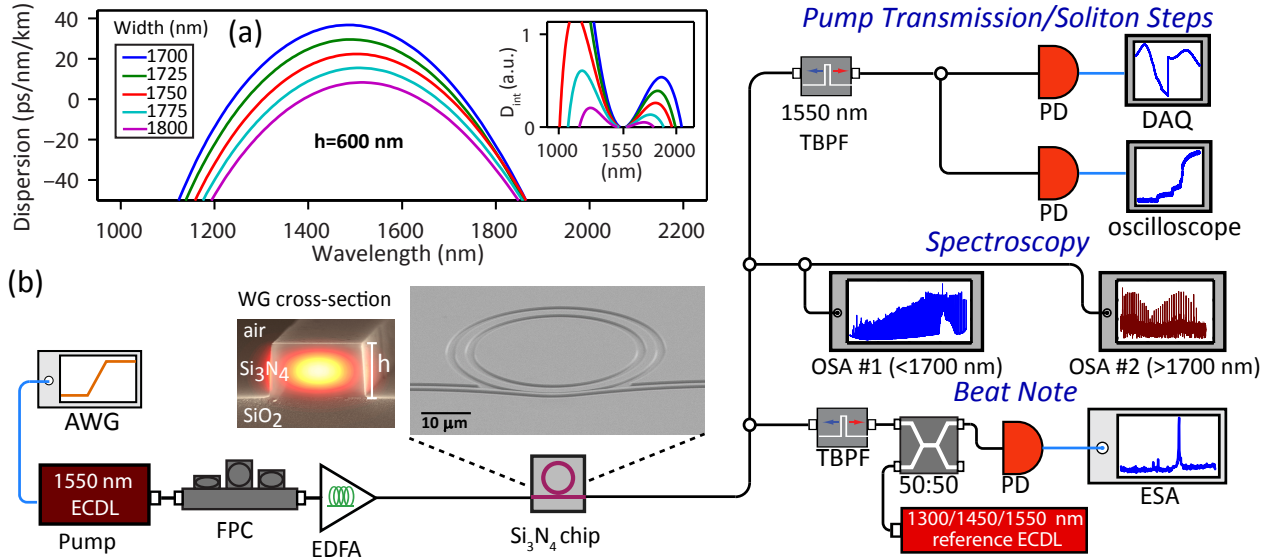 (a)
Width (nm)
1700
1725
1750
1775
1800
h=600 nm
Dispersion (ps/nm/km)
40
20
0
−20
−40
1000 1200 1400 1600 1800 2000 2200
Wavelength (nm)
D_int (a.u.)
1
0
1000 1550 2000
(nm)
(b)
WG cross-section
air
Si₃N₄
h
SiO₂
10 µm
AWG
1550 nm
ECDL
Pump
FPC
EDFA
Si₃N₄ chip
Pump Transmission/Soliton Steps
1550 nm
TBPF
PD
DAQ
PD
oscilloscope
Spectroscopy
OSA #1 (<1700 nm)
OSA #2 (>1700 nm)
Beat Note
TBPF
50:50
PD
ESA
1300/1450/1550 nm
reference ECDL